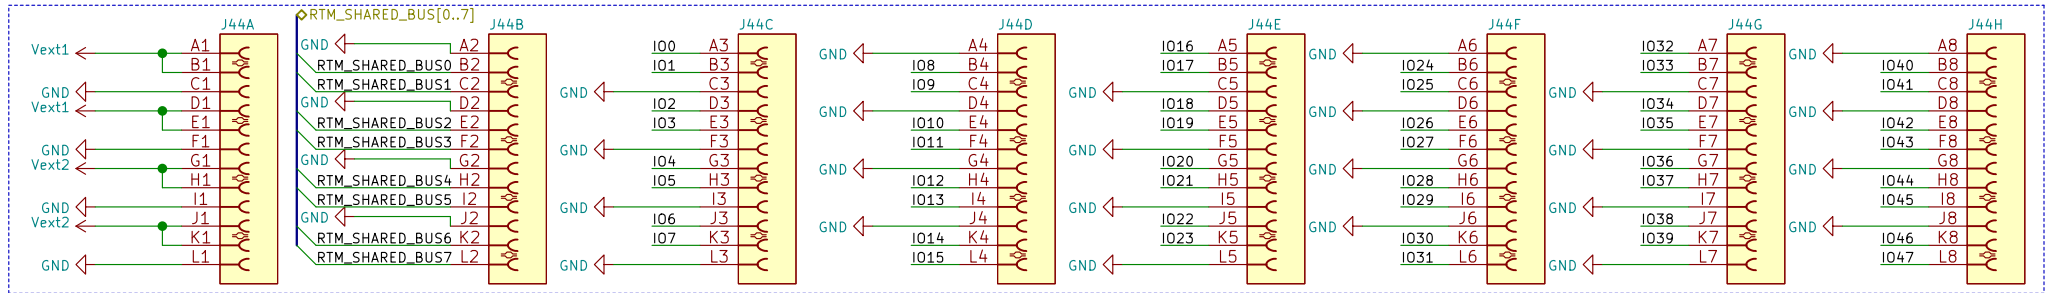 RTM_SHARED_BUS[0..7]
J44A
Vext1 A1
B1
GND C1
Vext1 D1
E1
GND F1
Vext2 G1
H1
GND I1
Vext2 J1
K1
GND L1
J44B
GND A2
RTM_SHARED_BUS0 B2
RTM_SHARED_BUS1 C2
GND D2
RTM_SHARED_BUS2 E2
RTM_SHARED_BUS3 F2
GND G2
RTM_SHARED_BUS4 H2
RTM_SHARED_BUS5 I2
GND J2
RTM_SHARED_BUS6 K2
RTM_SHARED_BUS7 L2
J44C
IO0 A3
IO1 B3
GND C3
IO2 D3
IO3 E3
GND F3
IO4 G3
IO5 H3
GND I3
IO6 J3
IO7 K3
GND L3
J44D
GND A4
IO8 B4
IO9 C4
GND D4
IO10 E4
IO11 F4
GND G4
IO12 H4
IO13 I4
GND J4
IO14 K4
IO15 L4
J44E
IO16 A5
IO17 B5
GND C5
IO18 D5
IO19 E5
GND F5
IO20 G5
IO21 H5
GND I5
IO22 J5
IO23 K5
GND L5
J44F
GND A6
IO24 B6
IO25 C6
GND D6
IO26 E6
IO27 F6
GND G6
IO28 H6
IO29 I6
GND J6
IO30 K6
IO31 L6
J44G
IO32 A7
IO33 B7
GND C7
IO34 D7
IO35 E7
GND F7
IO36 G7
IO37 H7
GND I7
IO38 J7
IO39 K7
GND L7
J44H
GND A8
IO40 B8
IO41 C8
GND D8
IO42 E8
IO43 F8
GND G8
IO44 H8
IO45 I8
GND J8
IO46 K8
IO47 L8